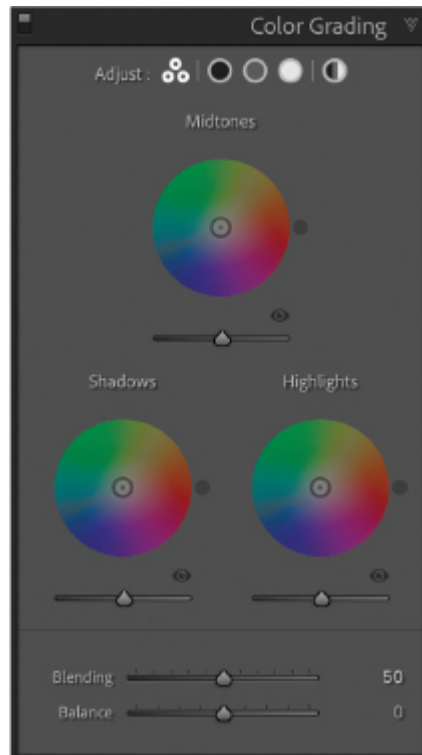 Color Grading
Adjust :
Midtones
Shadows Highlights
Blending 50
Balance 0